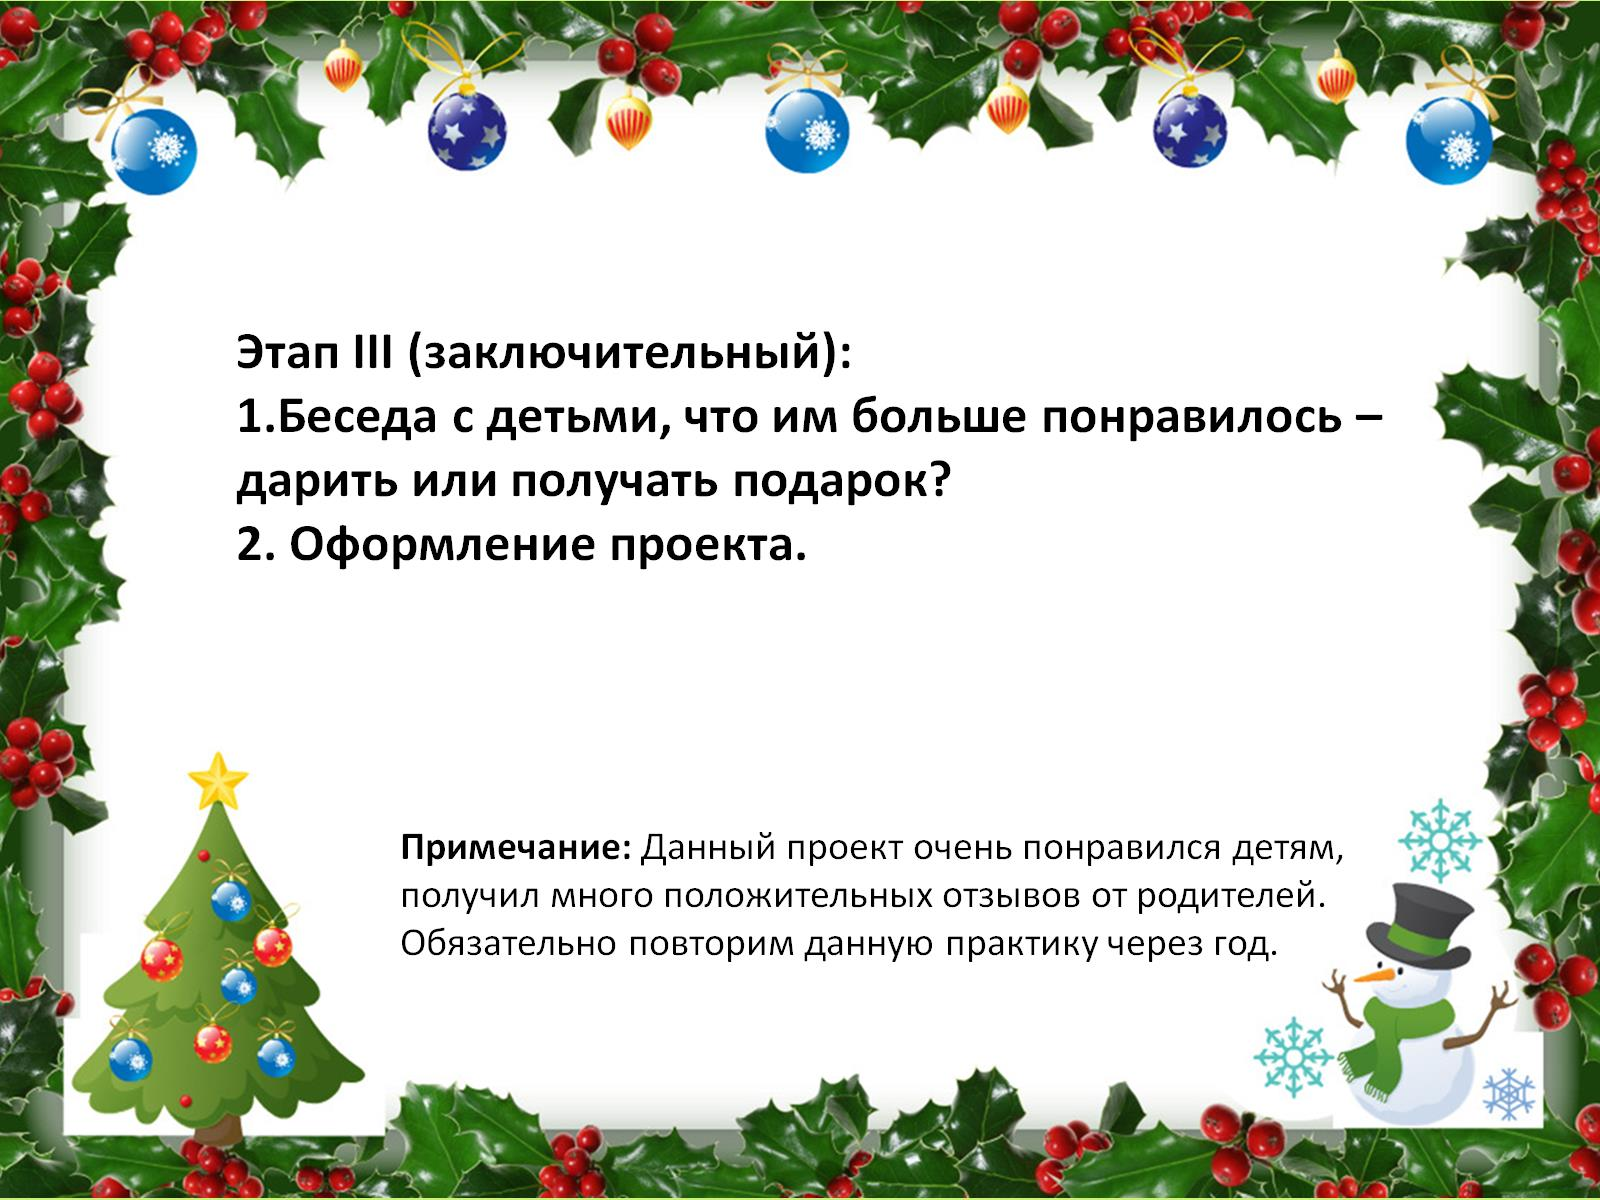 Этап III (заключительный):
1.Беседа с детьми, что им больше понравилось –
дарить или получать подарок?
2. Оформление проекта.
Примечание: Данный проект очень понравился детям,
получил много положительных отзывов от родителей.
Обязательно повторим данную практику через год.